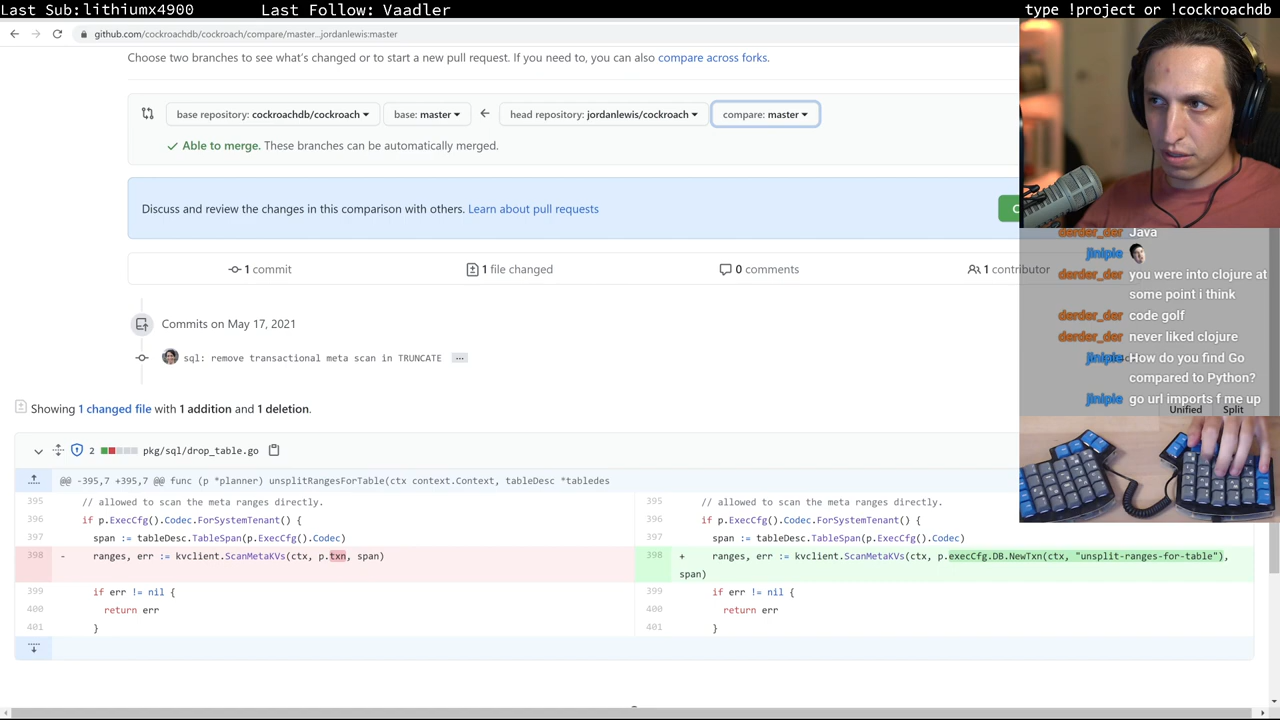 Last Sub:lithiumx4900 Last Follow: Vaadler type !project or !cockroachdb
github.com/cockroachdb/cockroach/compare/master...jordanlewis:master
Choose two branches to see what's changed or to start a new pull request. If you need to, you can also compare across forks.
base repository: cockroachdb/cockroach base: master head repository: jordanlewis/cockroach compare: master
Able to merge. These branches can be automatically merged.
Discuss and review the changes in this comparison with others. Learn about pull requests
1 commit 1 file changed 0 comments 1 contributor
Commits on May 17, 2021
sql: remove transactional meta scan in TRUNCATE ...
Showing 1 changed file with 1 addition and 1 deletion.
Unified Split
2 pkg/sql/drop_table.go
@@ -395,7 +395,7 @@ func (p *planner) unsplitRangesForTable(ctx context.Context, tableDesc *tabledes
395 // allowed to scan the meta ranges directly.
396 if p.ExecCfg().Codec.ForSystemTenant() {
397 span := tableDesc.TableSpan(p.ExecCfg().Codec)
398 - ranges, err := kvclient.ScanMetaKVs(ctx, p.txn, span)
399 if err != nil {
400 return err
401 }
395 // allowed to scan the meta ranges directly.
396 if p.ExecCfg().Codec.ForSystemTenant() {
397 span := tableDesc.TableSpan(p.ExecCfg().Codec)
398 + ranges, err := kvclient.ScanMetaKVs(ctx, p.execCfg.DB.NewTxn(ctx, "unsplit-ranges-for-table"),
span)
399 if err != nil {
400 return err
401 }
derder_der Java
jinipie
derder_der you were into clojure at
some point i think
derder_der code golf
derder_der never liked clojure
jinipie How do you find Go
compared to Python?
jinipie go url imports f me up